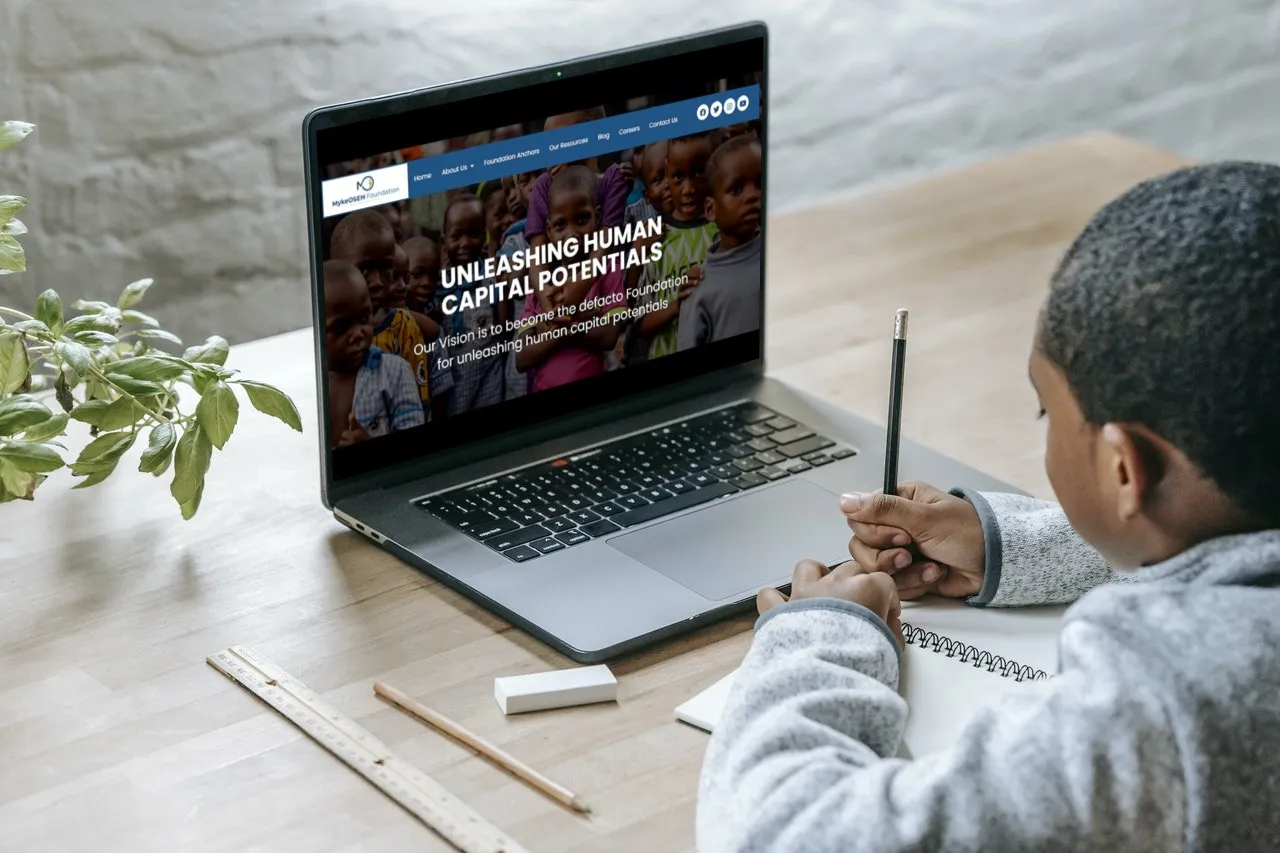 MykeOSEH Foundation
Home
About Us
Foundation Anchors
Our Resources
Blog
Careers
Contact Us
UNLEASHING HUMAN
CAPITAL POTENTIALS
Our Vision is to become the defacto Foundation
for unleashing human capital potentials